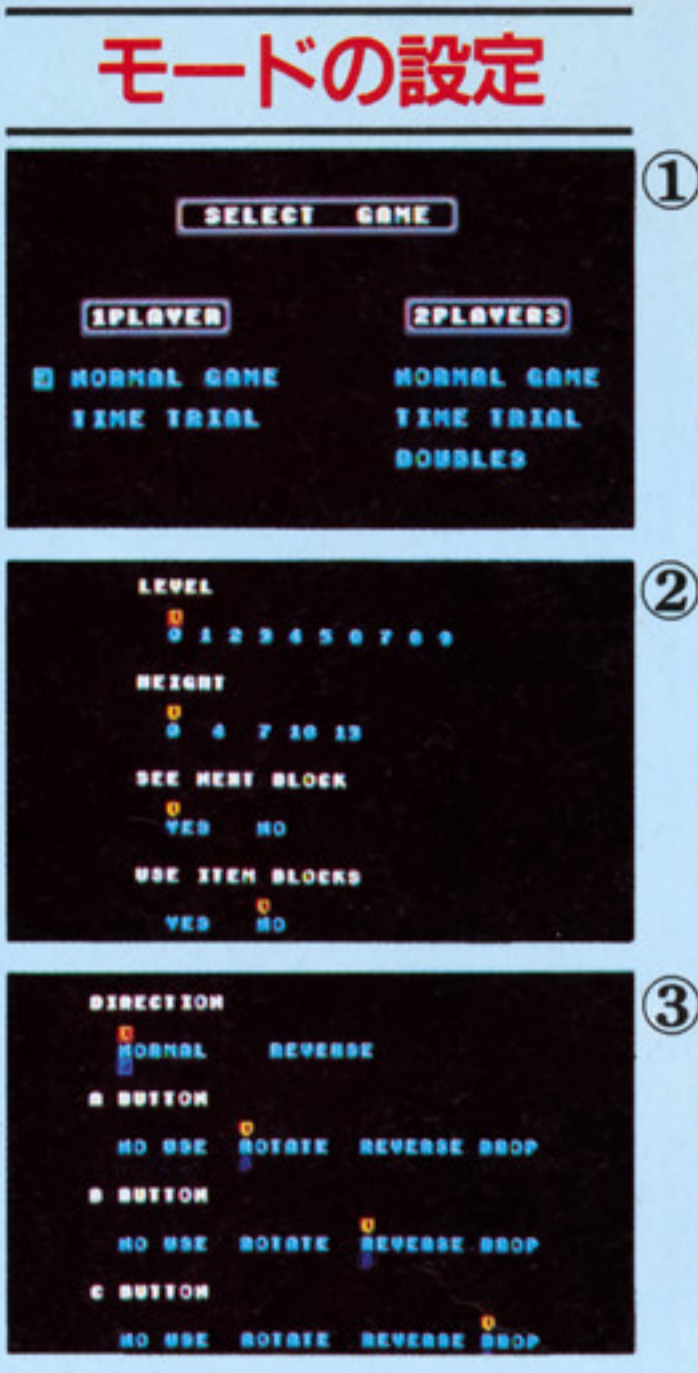 モードの設定
①
SELECT GAME
1PLAYER 2PLAYERS
NORMAL GAME NORMAL GAME
TIME TRIAL TIME TRIAL
DOUBLES
②
LEVEL
0 1 2 3 4 5 6 7 8 9
HEIGHT
0 4 7 10 13
SEE NEXT BLOCK
YES NO
USE ITEM BLOCKS
YES NO
③
DIRECTION
NORMAL REVERSE
A BUTTON
NO USE ROTATE REVERSE DROP
B BUTTON
NO USE ROTATE REVERSE DROP
C BUTTON
NO USE ROTATE REVERSE DROP